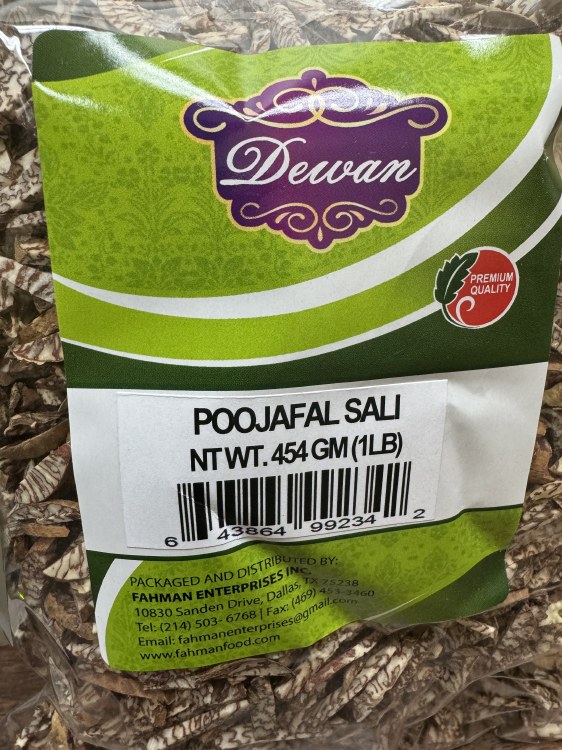 Dewan
PREMIUM
QUALITY
POOJAFAL SALI
NT WT. 454 GM (1LB)
6 43864 99234 2
PACKAGED AND DISTRIBUTED BY:
FAHMAN ENTERPRISES INC.
10830 Sanden Drive, Dallas, TX 75238
Tel: (214) 503- 6768 | Fax: (469) 453-3460
Email: fahmanenterprises@gmail.com
www.fahmanfood.com